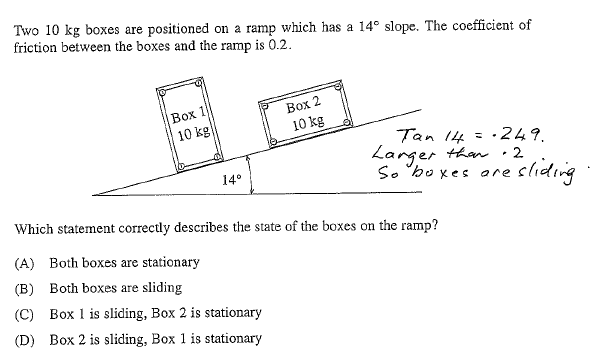 Two 10 kg boxes are positioned on a ramp which has a 14° slope. The coefficient of
friction between the boxes and the ramp is 0.2.
Box 1
10 kg
Box 2
10 kg
14°
Tan 14 = .249.
Larger than .2
So boxes are sliding.
Which statement correctly describes the state of the boxes on the ramp?
(A) Both boxes are stationary
(B) Both boxes are sliding
(C) Box 1 is sliding, Box 2 is stationary
(D) Box 2 is sliding, Box 1 is stationary